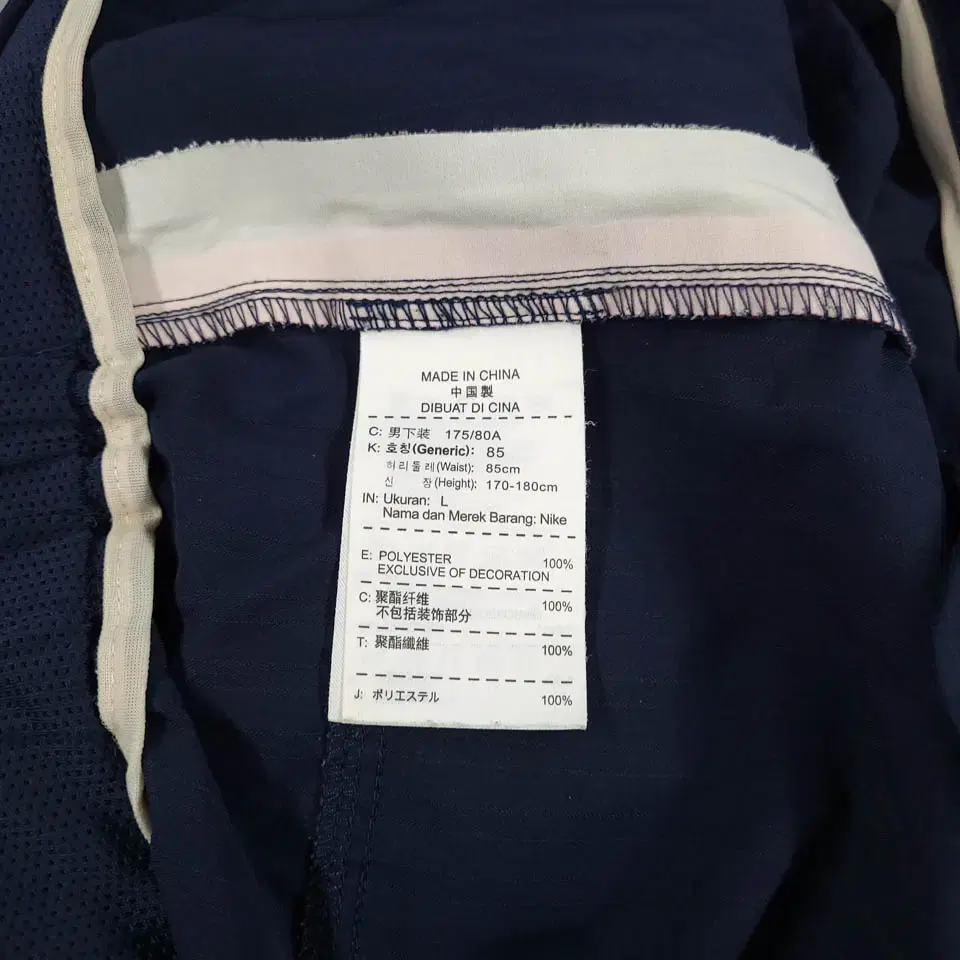 MADE IN CHINA
中国製
DIBUAT DI CINA
C: 男下装 175/80A
K: 호칭(Generic): 85
허리둘레(Waist): 85cm
신 장(Height): 170-180cm
IN: Ukuran: L
Nama dan Merek Barang: Nike
E: POLYESTER 100%
EXCLUSIVE OF DECORATION
C: 聚酯纤维 100%
不包括装饰部分
T: 聚酯纖維 100%
J: ポリエステル 100%